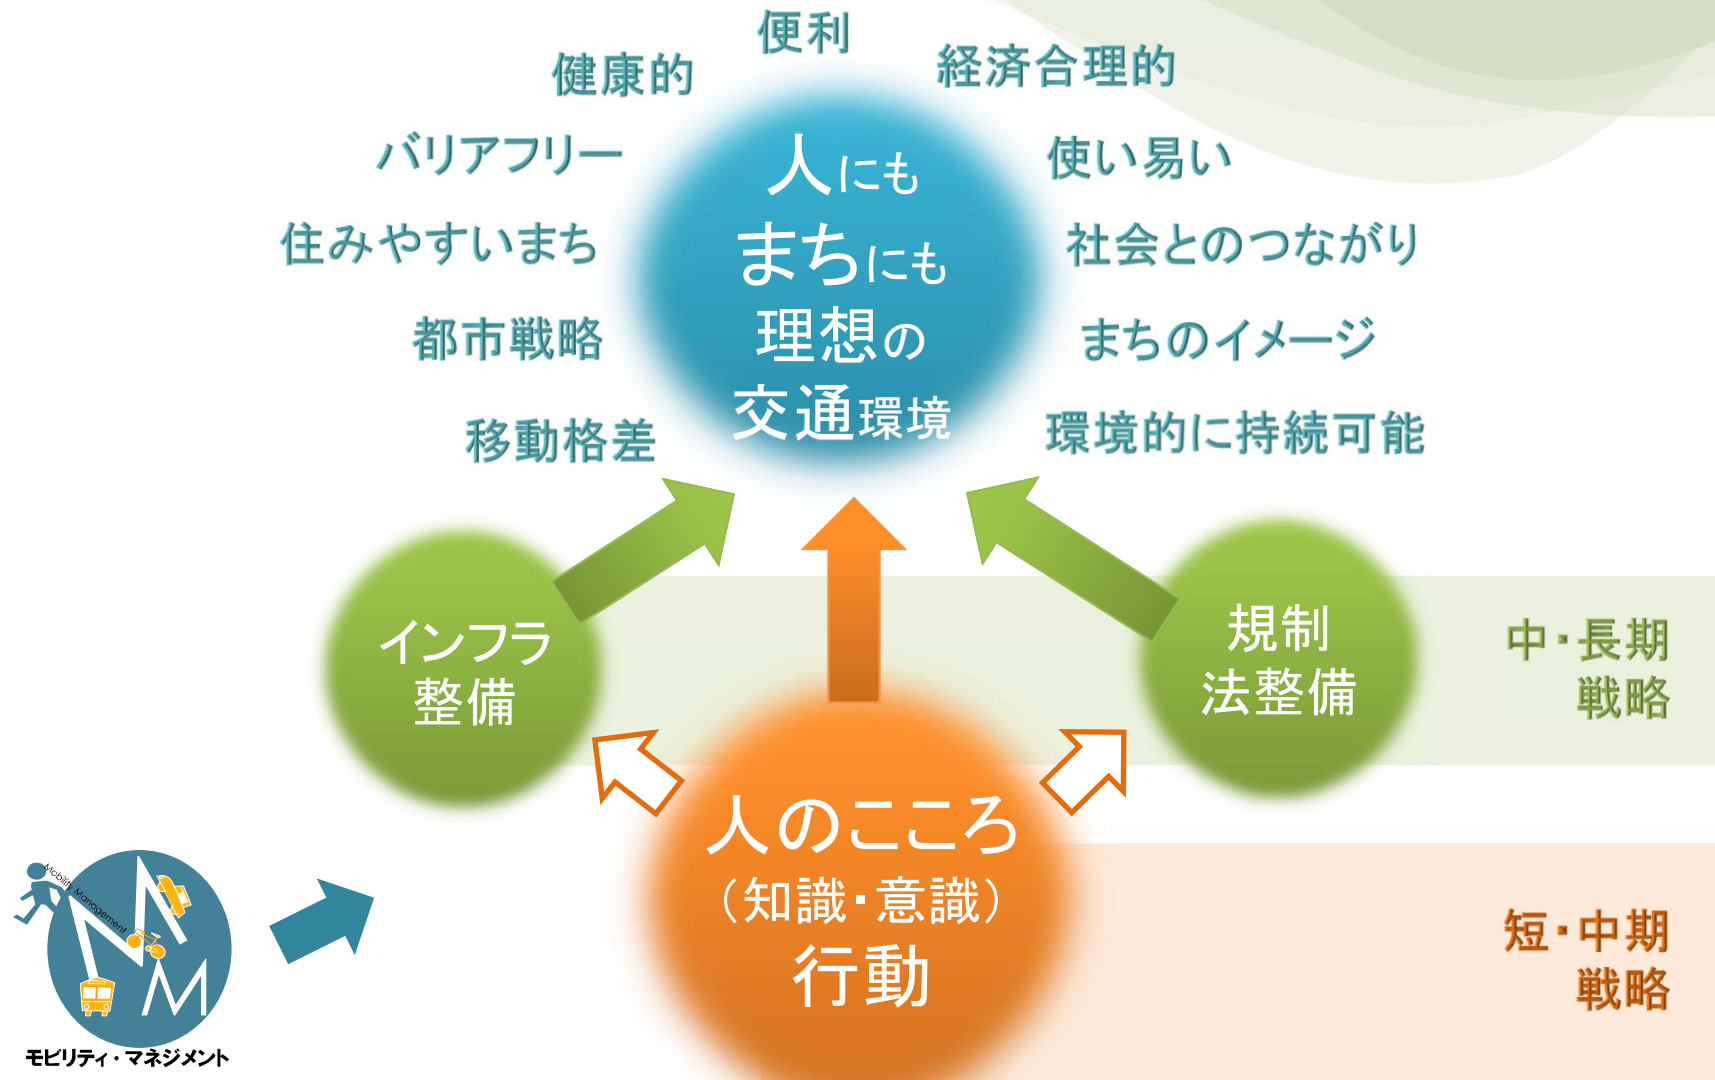 便利
健康的
経済合理的
バリアフリー
使い易い
住みやすいまち
社会とのつながり
都市戦略
まちのイメージ
移動格差
環境的に持続可能
人にも
まちにも
理想の
交通環境
インフラ
整備
規制
法整備
中・長期
戦略
人のこころ
（知識・意識）
行動
短・中期
戦略
Mobility Management
MM
モビリティ・マネジメント